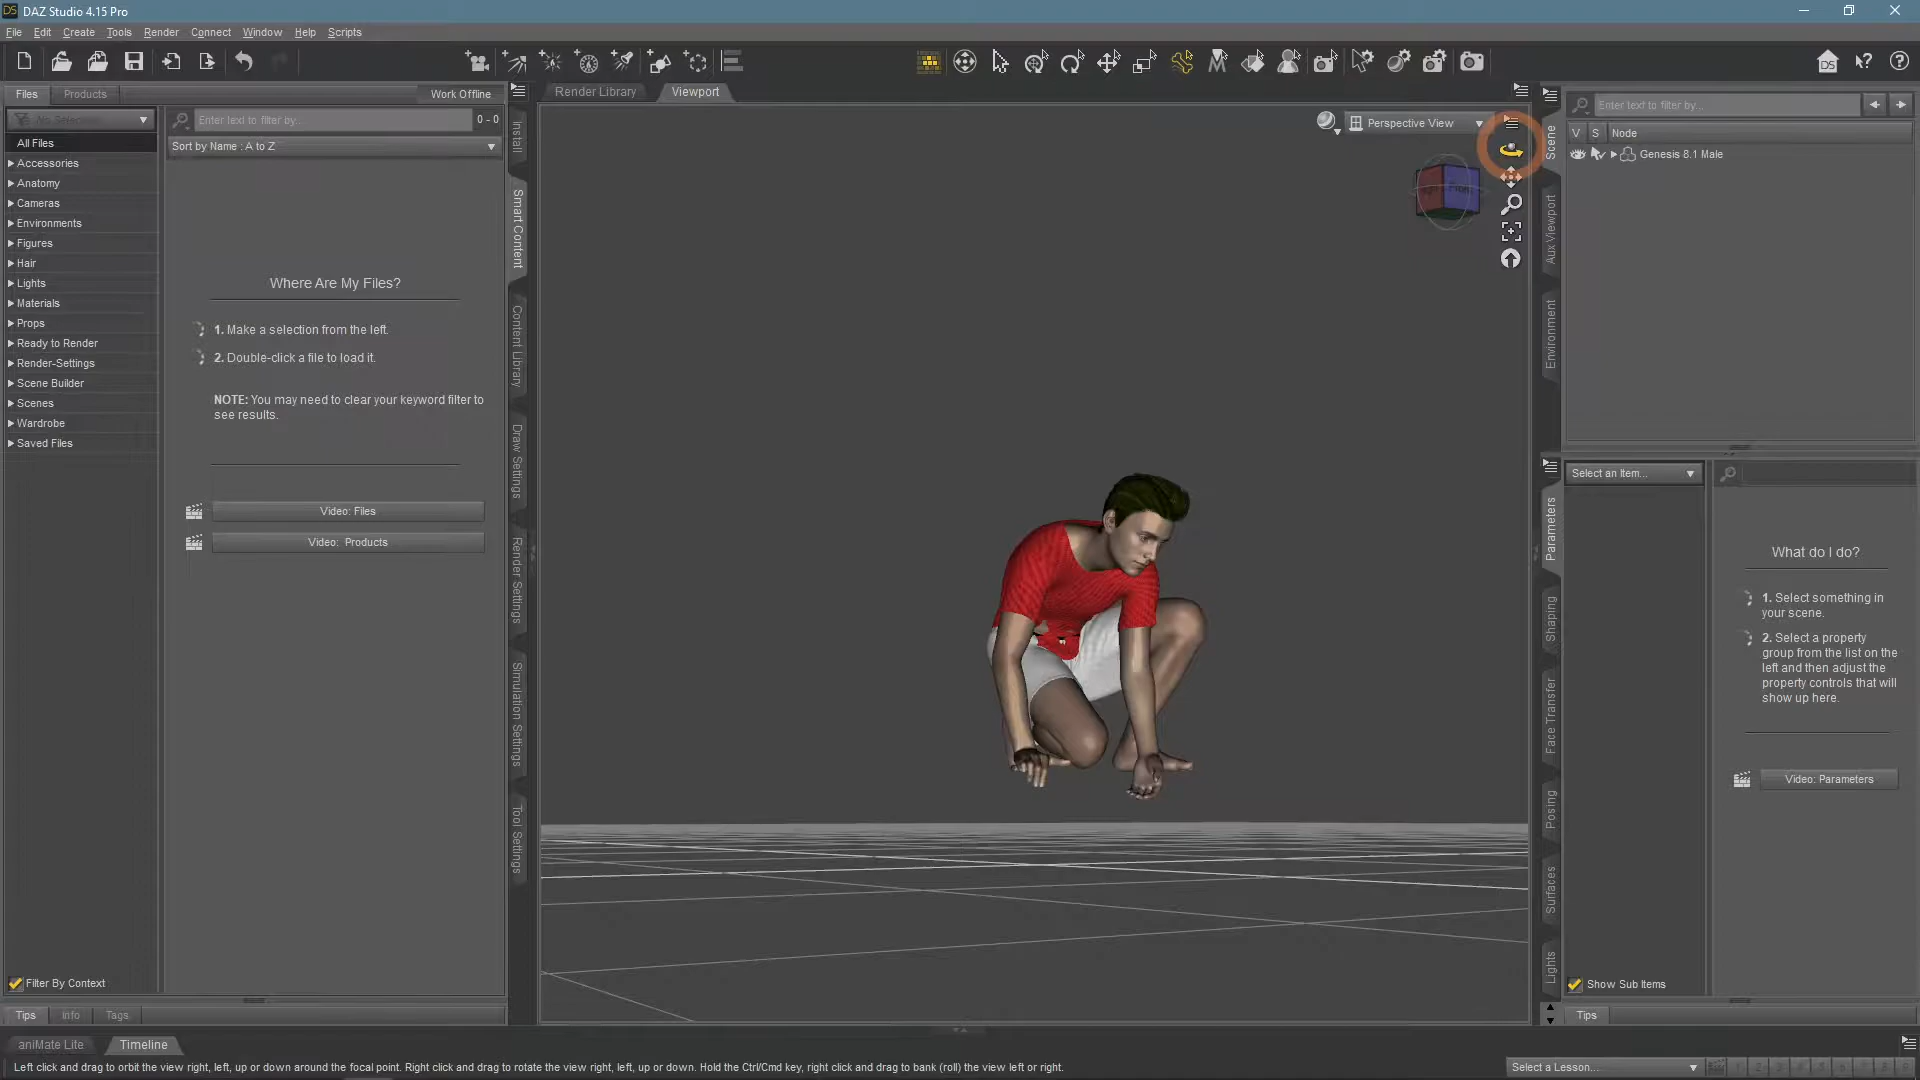 DAZ Studio 4.15 Pro
File Edit Create Tools Render Connect Window Help Scripts
Files Products Work Offline
Render Library Viewport
Enter text to filter by... 0 - 0
All Files
Sort by Name : A to Z
Accessories
Anatomy
Cameras
Environments
Figures
Hair
Lights
Materials
Props
Ready to Render
Render-Settings
Scene Builder
Scenes
Wardrobe
Saved Files
Where Are My Files?
1. Make a selection from the left.
2. Double-click a file to load it.
NOTE: You may need to clear your keyword filter to
see results.
Video: Files
Video: Products
Filter By Context
Tips Info Tags
Install
Smart Content
Content Library
Draw Settings
Render Settings
Simulation Settings
Tool Settings
Perspective View
Front
Scene
Aux Viewport
Environment
Enter text to filter by...
V S Node
Genesis 8.1 Male
Parameters
Shaping
Face Transfer
Posing
Surfaces
Lights
Select an Item...
What do I do?
1. Select something in
your scene.
2. Select a property
group from the list on the
left and then adjust the
property controls that will
show up here.
Video: Parameters
Show Sub Items
Tips
aniMate Lite Timeline
Left click and drag to orbit the view right, left, up or down around the focal point. Right click and drag to rotate the view right, left, up or down. Hold the Ctrl/Cmd key, right click and drag to bank (roll) the view left or right.
Select a Lesson...